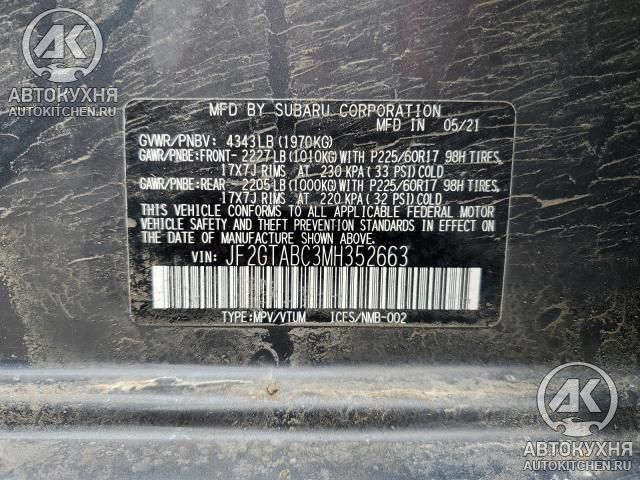 AK
АВТОКУХНЯ
AUTOKITCHEN.RU
MFD BY SUBARU CORPORATION
MFD IN 05/21
GVWR/PNBV: 4343LB (1970KG)
GAWR/PNBE:FRONT- 2227LB(1010KG)WITH P225/60R17 98H TIRES,
17X7J RIMS AT 230 KPA(33 PSI)COLD
GAWR/PNBE:REAR - 2205LB(1000KG)WITH P225/60R17 98H TIRES,
17X7J RIMS AT 220 KPA(32 PSI)COLD
THIS VEHICLE CONFORMS TO ALL APPLICABLE FEDERAL MOTOR
VEHICLE SAFETY AND THEFT PREVENTION STANDARDS IN EFFECT
ON THE DATE OF MANUFACTURE SHOWN ABOVE.
VIN: JF2GTABC3MH352663
TYPE:MPV/VTUM ICES/NMB-002
AK
АВТОКУХНЯ
AUTOKITCHEN.RU